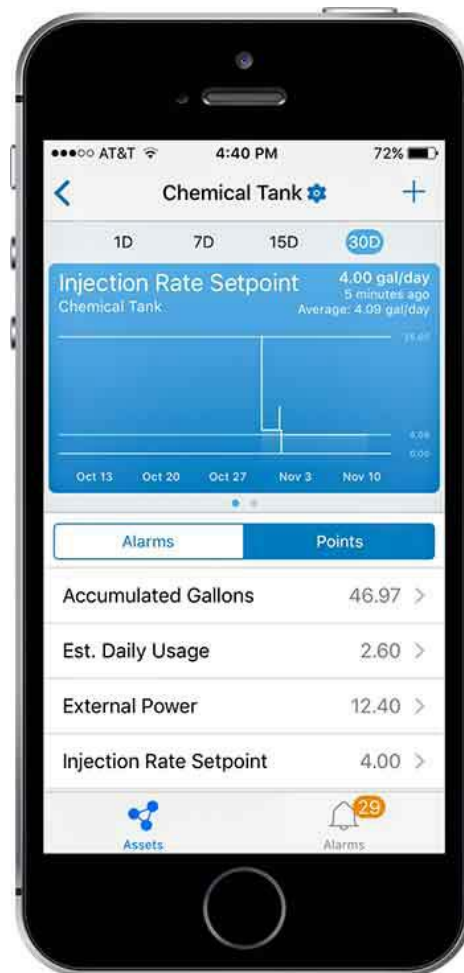 AT&T 4:40 PM 72%
Chemical Tank
1D 7D 15D 30D
Injection Rate Setpoint 4.00 gal/day
Chemical Tank 5 minutes ago
Average: 4.09 gal/day
0.00
Oct 13 Oct 20 Oct 27 Nov 3 Nov 10
Alarms Points
Accumulated Gallons 46.97
Est. Daily Usage 2.60
External Power 12.40
Injection Rate Setpoint 4.00
29
Assets Alarms